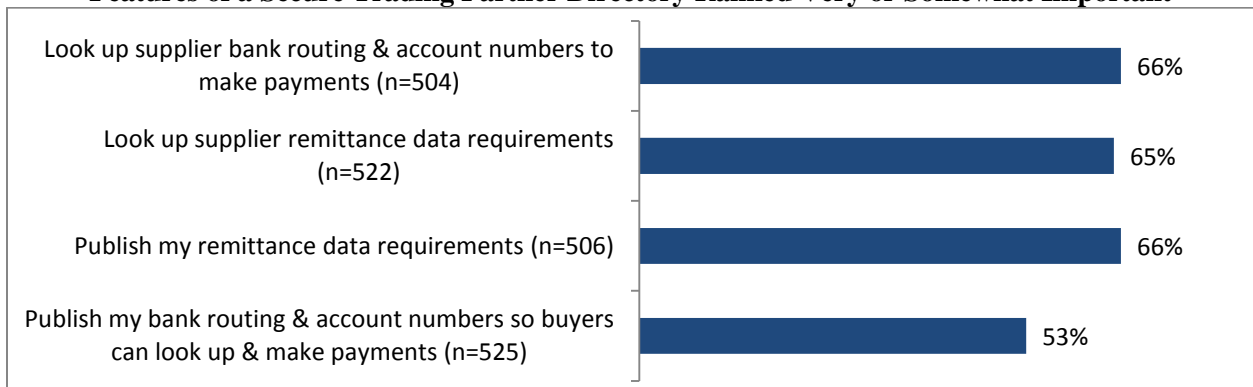 Features of a Secure Trading Partner Directory Ranked Very or Somewhat Important
Look up supplier bank routing & account numbers to
make payments (n=504)
66%
Look up supplier remittance data requirements
(n=522)
65%
Publish my remittance data requirements (n=506)
66%
Publish my bank routing & account numbers so buyers
can look up & make payments (n=525)
53%